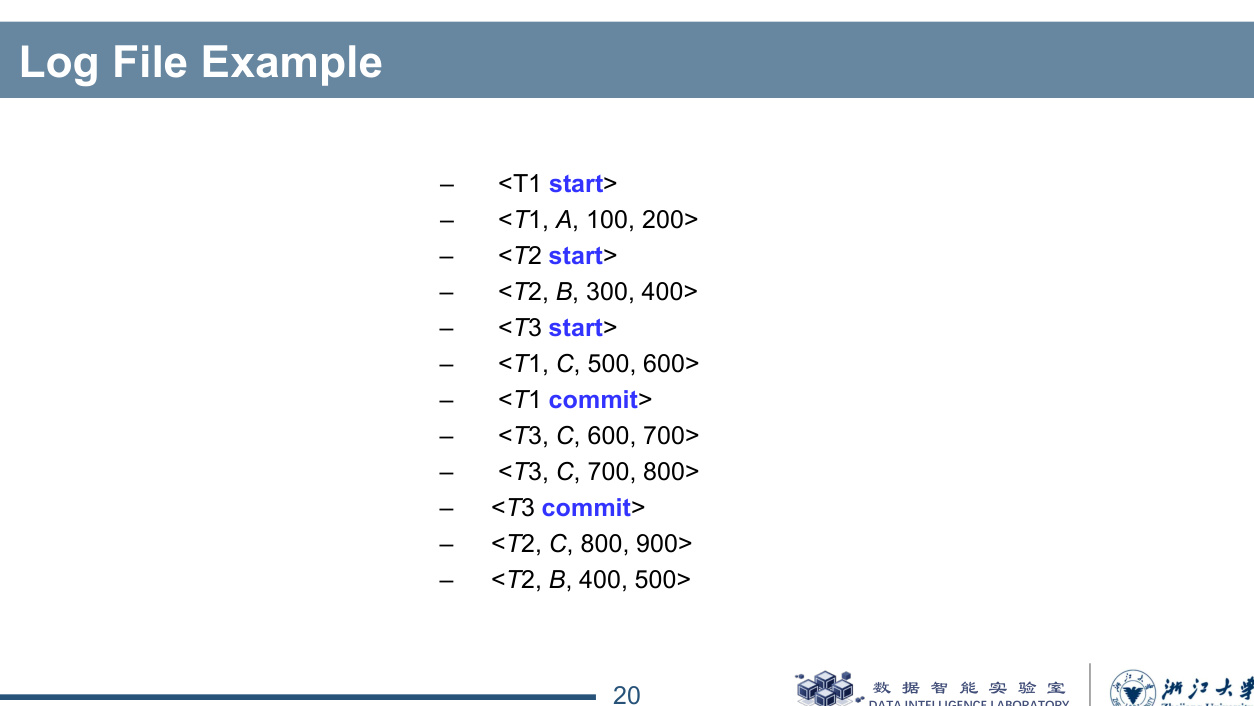 Log File Example
– <T1 start>
– <T1, A, 100, 200>
– <T2 start>
– <T2, B, 300, 400>
– <T3 start>
– <T1, C, 500, 600>
– <T1 commit>
– <T3, C, 600, 700>
– <T3, C, 700, 800>
– <T3 commit>
– <T2, C, 800, 900>
– <T2, B, 400, 500>
20
数据智能实验室
DATA INTELLIGENCE LABORATORY
浙江大学